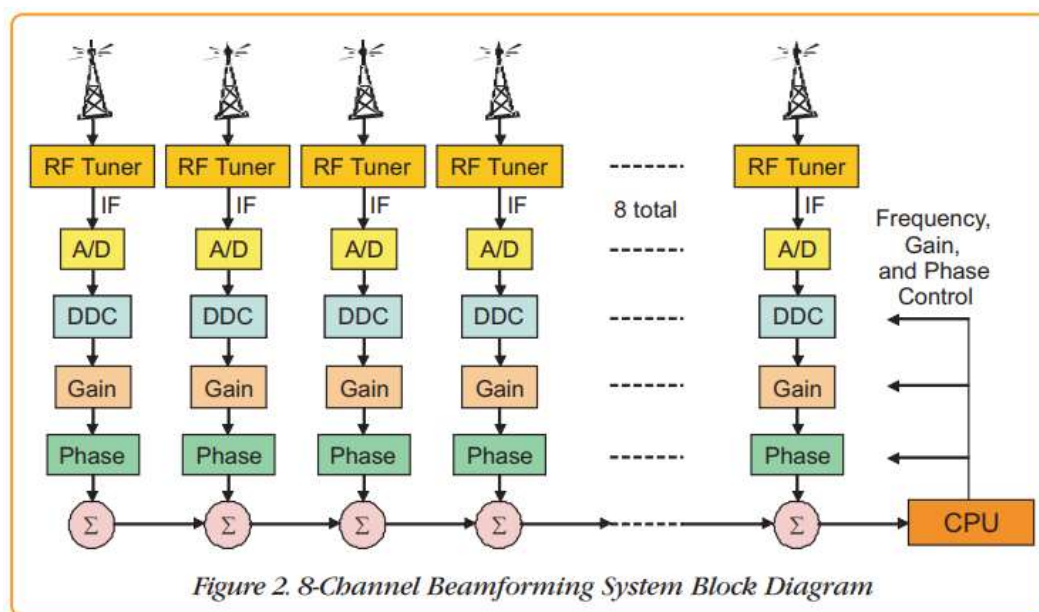 RF Tuner RF Tuner RF Tuner RF Tuner RF Tuner
IF IF IF IF 8 total IF
Frequency,
Gain,
and Phase
Control
A/D A/D A/D A/D A/D
DDC DDC DDC DDC DDC
Gain Gain Gain Gain Gain
Phase Phase Phase Phase Phase
Σ Σ Σ Σ Σ CPU
Figure 2. 8-Channel Beamforming System Block Diagram